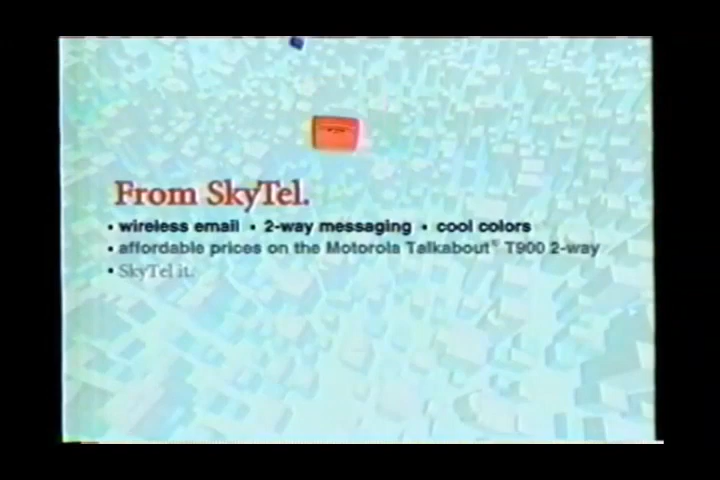 From SkyTel.
• wireless email • 2-way messaging • cool colors
• affordable prices on the Motorola Talkabout® T900 2-way
• SkyTel it.